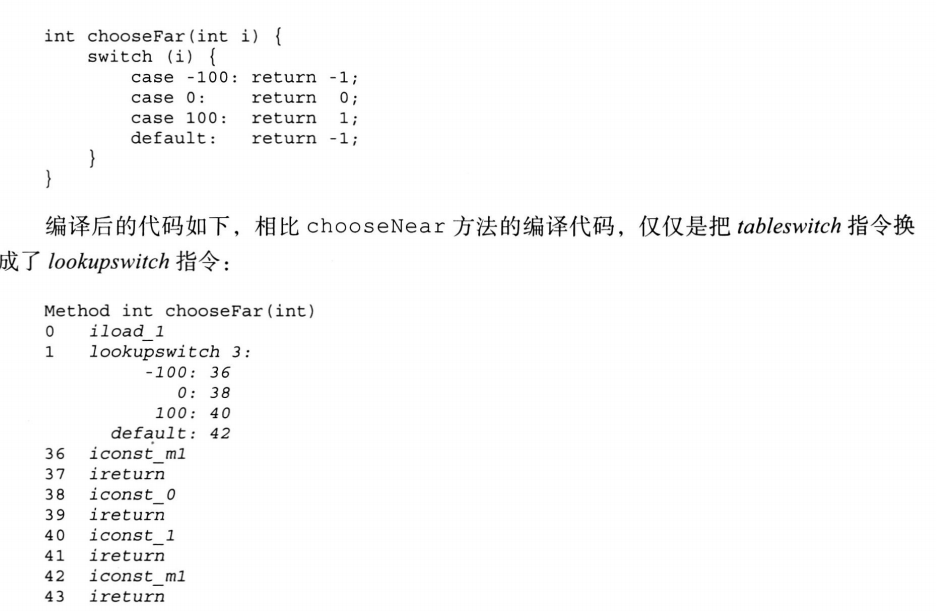 int chooseFar(int i) {
    switch (i) {
        case -100: return -1;
        case 0:    return  0;
        case 100:  return  1;
        default:   return -1;
    }
}
编译后的代码如下，相比 chooseNear 方法的编译代码，仅仅是把 tableswitch 指令换
成了 lookupswitch 指令：
Method int chooseFar(int)
0   iload_1
1   lookupswitch 3:
         -100: 36
            0: 38
          100: 40
      default: 42
36  iconst_m1
37  ireturn
38  iconst_0
39  ireturn
40  iconst_1
41  ireturn
42  iconst_m1
43  ireturn